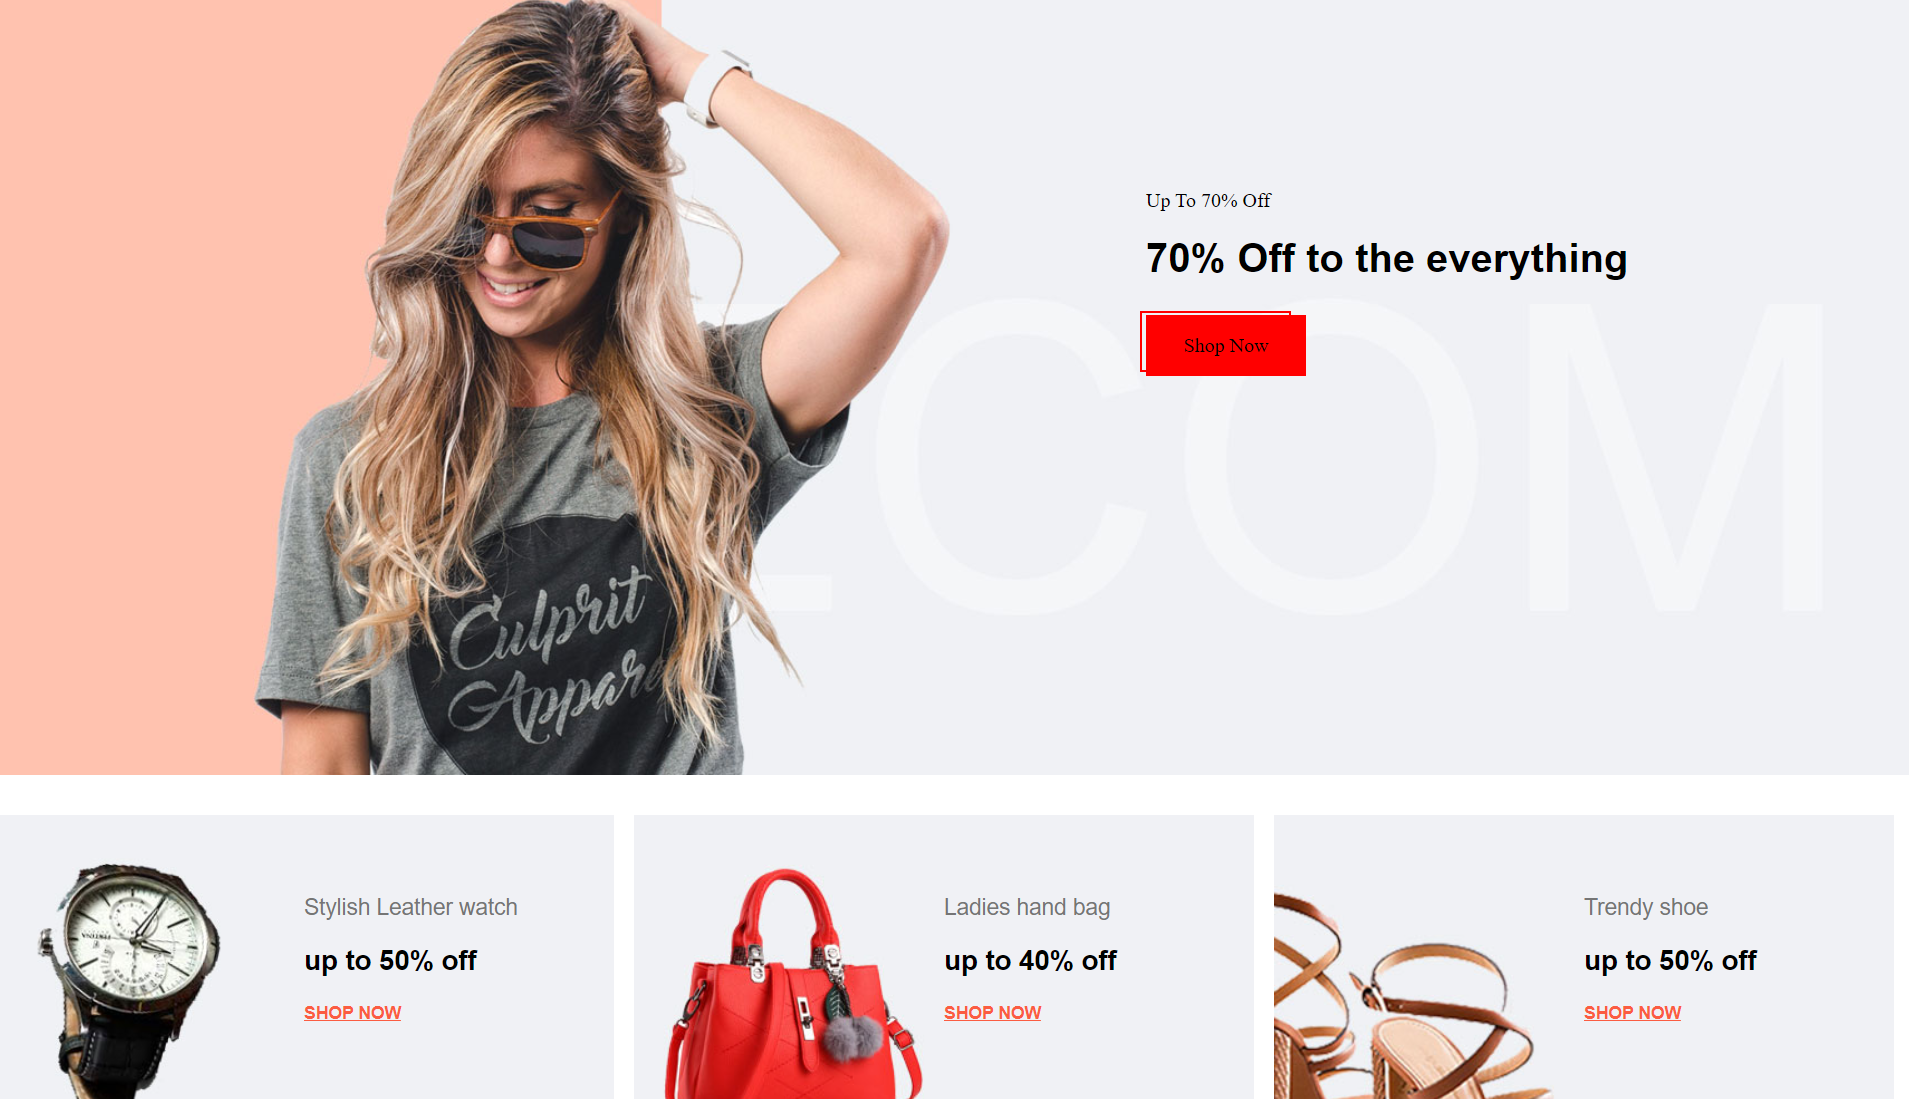 Up To 70% Off
70% Off to the everything
Shop Now
COM
Culprit
Apparel
Stylish Leather watch
up to 50% off
SHOP NOW
Ladies hand bag
up to 40% off
SHOP NOW
Trendy shoe
up to 50% off
SHOP NOW